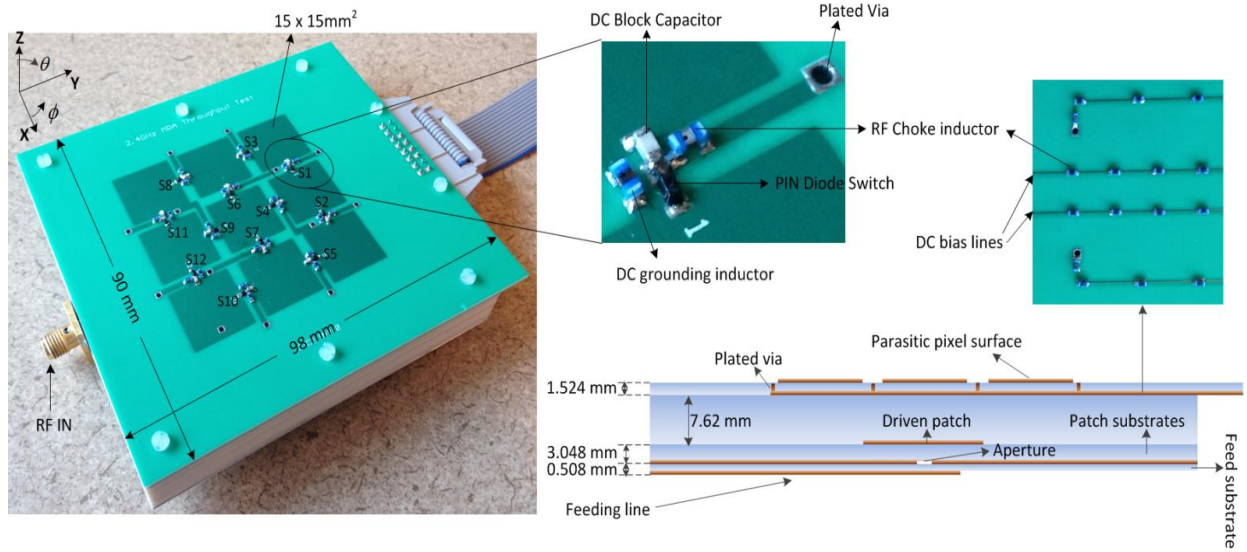 15 x 15mm²
DC Block Capacitor
Plated Via
Z
θ
Y
ϕ
X
2.4GHz MRA Throughput Test
S3
S1
S8
S6
S4
S2
S11
S9
S7
S5
S12
S10
90 mm
98 mm
RF IN
RF Choke inductor
PIN Diode Switch
1
DC grounding inductor
DC bias lines
Parasitic pixel surface
Plated via
1.524 mm
7.62 mm
Driven patch
Patch substrates
3.048 mm
Aperture
0.508 mm
Feeding line
Feed substrate